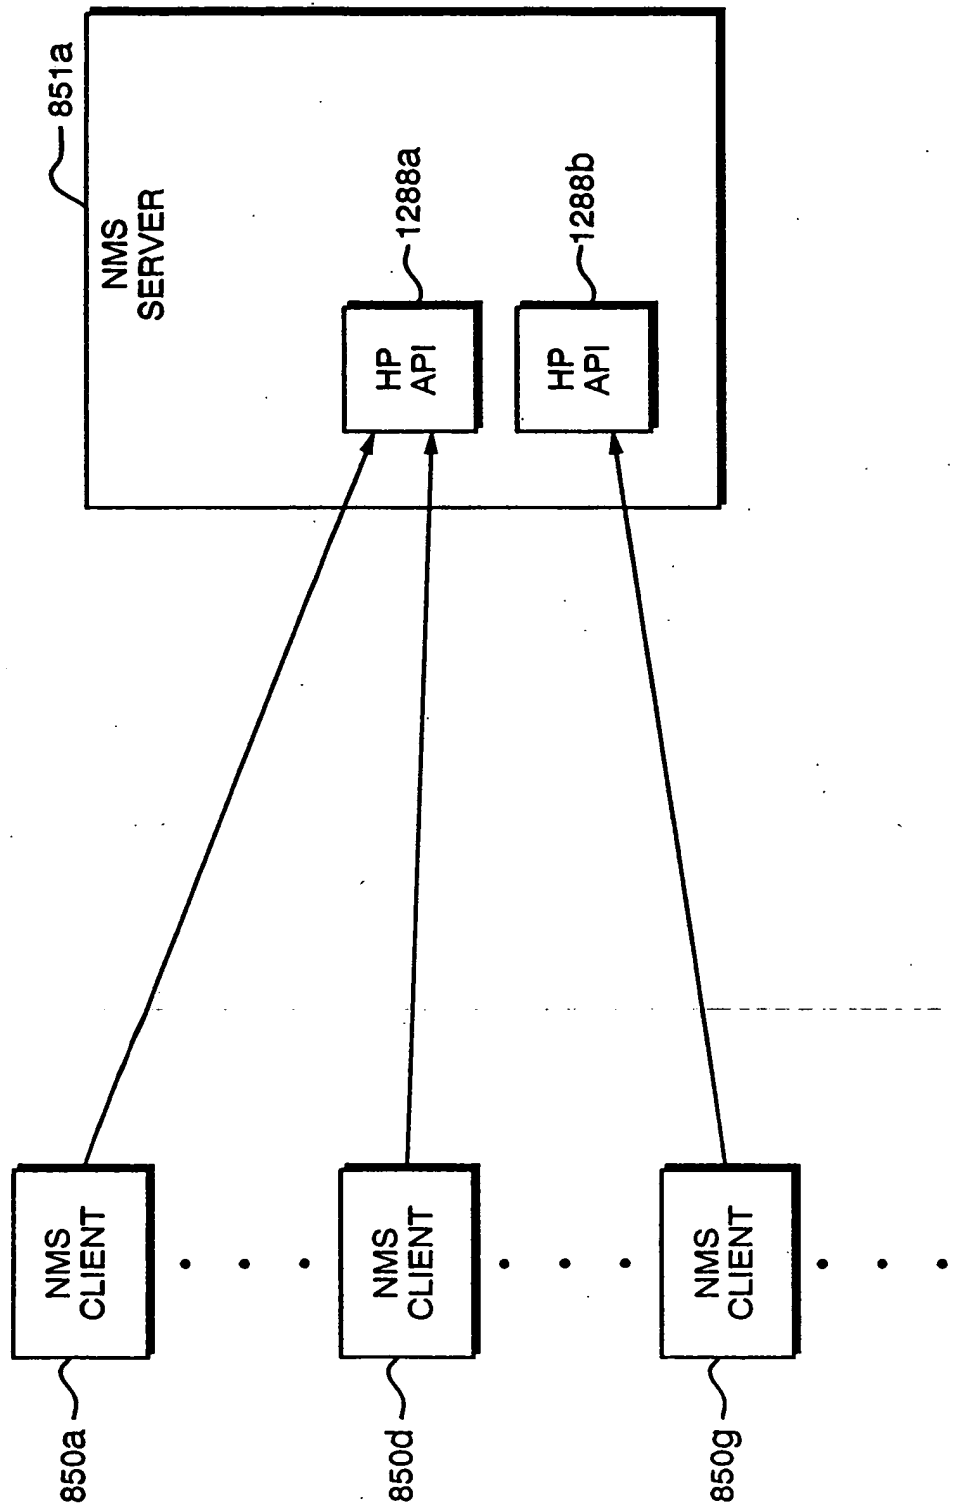 850a
NMS
CLIENT
850d
NMS
CLIENT
850g
NMS
CLIENT
NMS
SERVER
851a
HP
API
1288a
HP
API
1288b